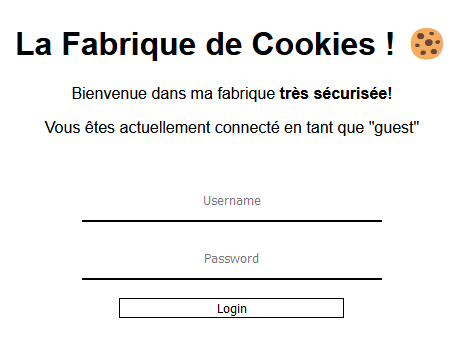 La Fabrique de Cookies ! 🍪
Bienvenue dans ma fabrique très sécurisée!
Vous êtes actuellement connecté en tant que "guest"
Username
Password
Login